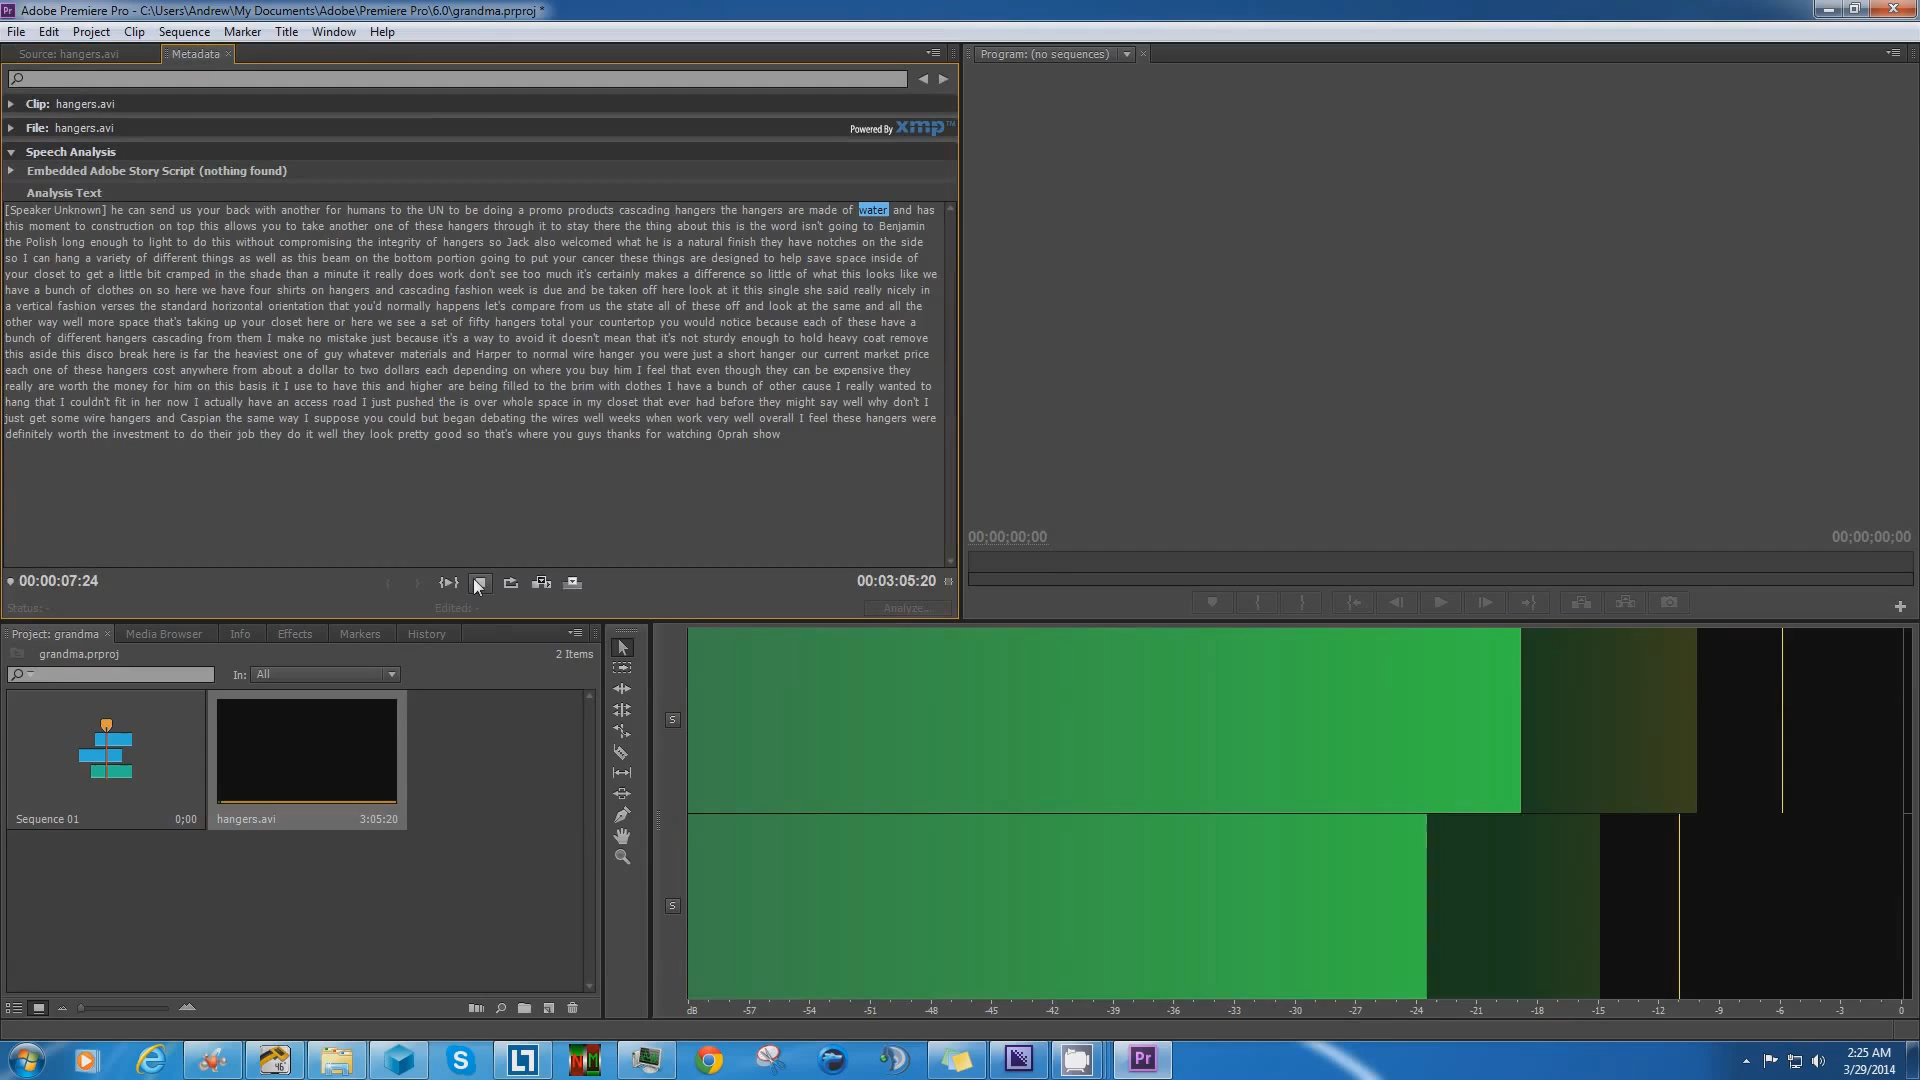 Pr Adobe Premiere Pro - C:\Users\Andrew\My Documents\Adobe\Premiere Pro\6.0\grandma.prproj *
File Edit Project Clip Sequence Marker Title Window Help
Source: hangers.avi Metadata Program: (no sequences)
Clip: hangers.avi
File: hangers.avi Powered By xmp™
Speech Analysis
Embedded Adobe Story Script (nothing found)
Analysis Text
[Speaker Unknown] he can send us your back with another for humans to the UN to be doing a promo products cascading hangers the hangers are made of water and has
this moment to construction on top this allows you to take another one of these hangers through it to stay there the thing about this is the word isn't going to Benjamin
the Polish long enough to light to do this without compromising the integrity of hangers so Jack also welcomed what he is a natural finish they have notches on the side
so I can hang a variety of different things as well as this beam on the bottom portion going to put your cancer these things are designed to help save space inside of
your closet to get a little bit cramped in the shade than a minute it really does work don't see too much it's certainly makes a difference so little of what this looks like we
have a bunch of clothes on so here we have four shirts on hangers and cascading fashion week is due and be taken off here look at it this single she said really nicely in
a vertical fashion verses the standard horizontal orientation that you'd normally happens let's compare from us the state all of these off and look at the same and all the
other way well more space that's taking up your closet here or here we see a set of fifty hangers total your countertop you would notice because each of these have a
bunch of different hangers cascading from them I make no mistake just because it's a way to avoid it doesn't mean that it's not sturdy enough to hold heavy coat remove
this aside this disco break here is far the heaviest one of guy whatever materials and Harper to normal wire hanger you were just a short hanger our current market price
each one of these hangers cost anywhere from about a dollar to two dollars each depending on where you buy him I feel that even though they can be expensive they
really are worth the money for him on this basis it I use to have this and higher are being filled to the brim with clothes I have a bunch of other cause I really wanted to
hang that I couldn't fit in her now I actually have an access road I just pushed the is over whole space in my closet that ever had before they might say well why don't I
just get some wire hangers and Caspian the same way I suppose you could but began debating the wires well weeks when work very well overall I feel these hangers were
definitely worth the investment to do their job they do it well they look pretty good so that's where you guys thanks for watching Oprah show
00;00;00;00 00;00;00;00
00:00:07:24 00:03:05:20
Status: - Edited: - Analyze...
Project: grandma Media Browser Info Effects Markers History
grandma.prproj 2 Items
In: All
S
Sequence 01 0;00 hangers.avi 3:05:20
S
dB -57 -54 -51 -48 -45 -42 -39 -36 -33 -30 -27 -24 -21 -18 -15 -12 -9 -6 -3 0
Pr
2:25 AM
3/29/2014